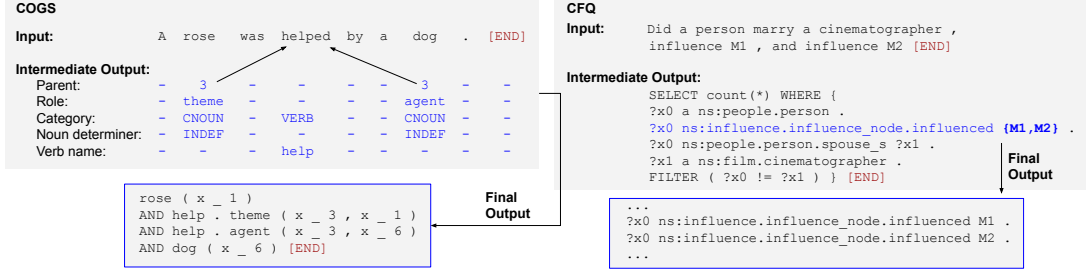 COGS
Input: A rose was helped by a dog . [END]
Intermediate Output:
Parent: - 3 - - - - 3 - -
Role: - theme - - - - agent - -
Category: - CNOUN - VERB - - CNOUN - -
Noun determiner: - INDEF - - - - INDEF - -
Verb name: - - - help - - - - -
Final
Output
rose ( x _ 1 )
AND help . theme ( x _ 3 , x _ 1 )
AND help . agent ( x _ 3 , x _ 6 )
AND dog ( x _ 6 ) [END]
CFQ
Input: Did a person marry a cinematographer ,
influence M1 , and influence M2 [END]
Intermediate Output:
SELECT count(*) WHERE {
?x0 a ns:people.person .
?x0 ns:influence.influence_node.influenced {M1,M2} .
?x0 ns:people.person.spouse_s ?x1 .
?x1 a ns:film.cinematographer .
FILTER ( ?x0 != ?x1 ) } [END]
Final
Output
...
?x0 ns:influence.influence_node.influenced M1 .
?x0 ns:influence.influence_node.influenced M2 .
...